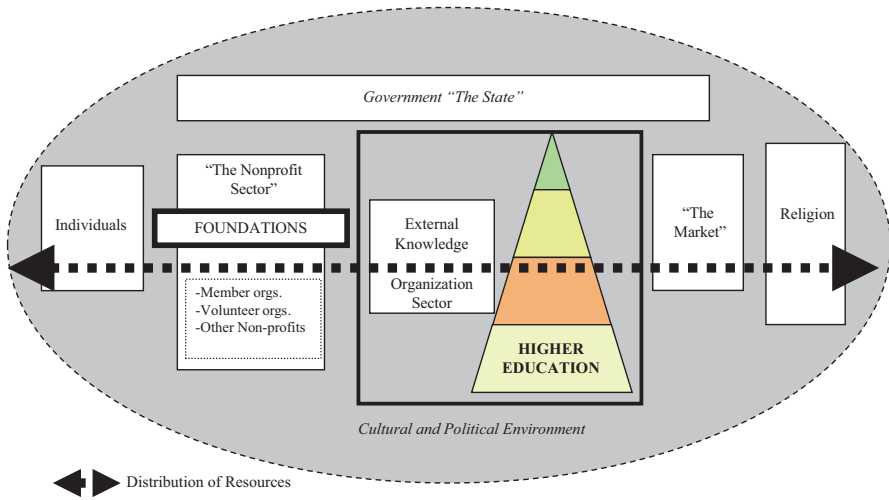 Government “The State”
Individuals
“The Nonprofit
Sector”
FOUNDATIONS
-Member orgs.
-Volunteer orgs.
-Other Non-profits
External
Knowledge
Organization
Sector
HIGHER
EDUCATION
“The
Market”
Religion
Cultural and Political Environment
Distribution of Resources